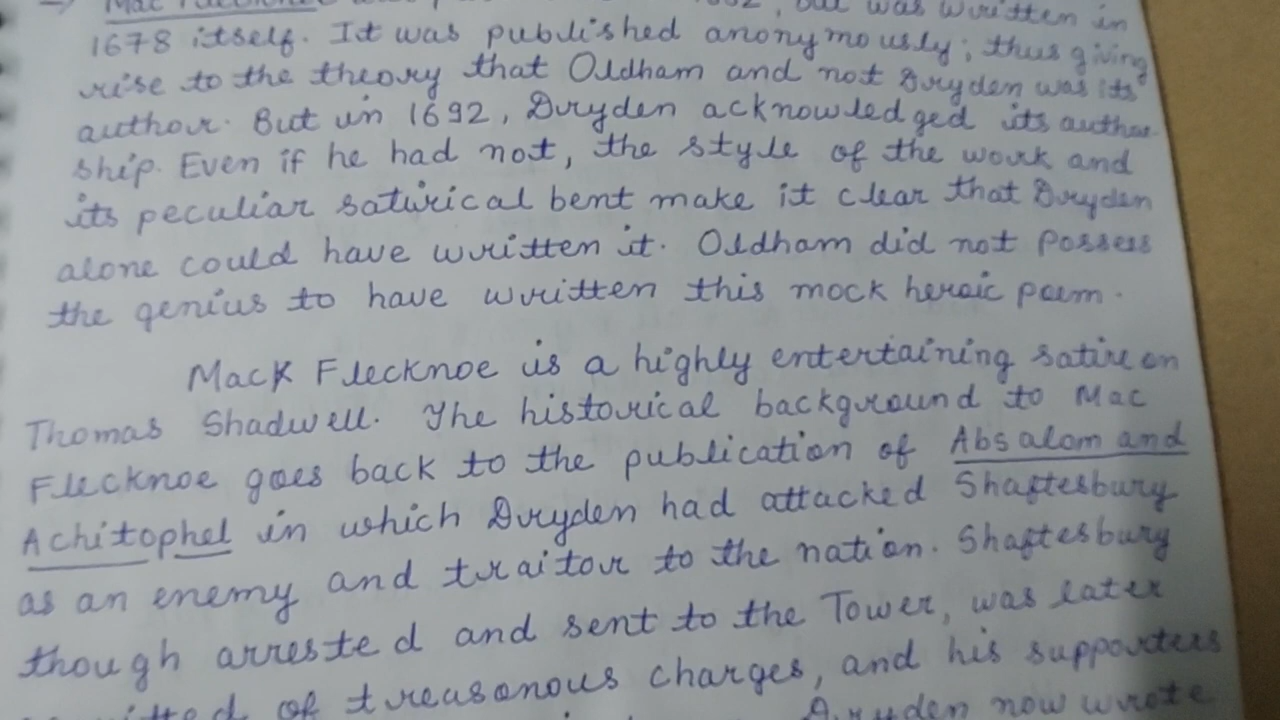 Mac Flecknoe
but was written in
1678 itself. It was published anonymously; thus giving
rise to the theory that Oldham and not Dryden was its
author. But in 1692, Dryden acknowledged its author
ship. Even if he had not, the style of the work and
its peculiar satirical bent make it clear that Dryden
alone could have written it. Oldham did not possess
the genius to have written this mock heroic poem.
Mack Flecknoe is a highly entertaining satire on
Thomas Shadwell. The historical background to Mac
Flecknoe goes back to the publication of Absalom and
Achitophel in which Dryden had attacked Shaftesbury
as an enemy and traitor to the nation. Shaftesbury
though arrested and sent to the Tower, was later
of treasonous charges, and his supporters
Dryden now wrote